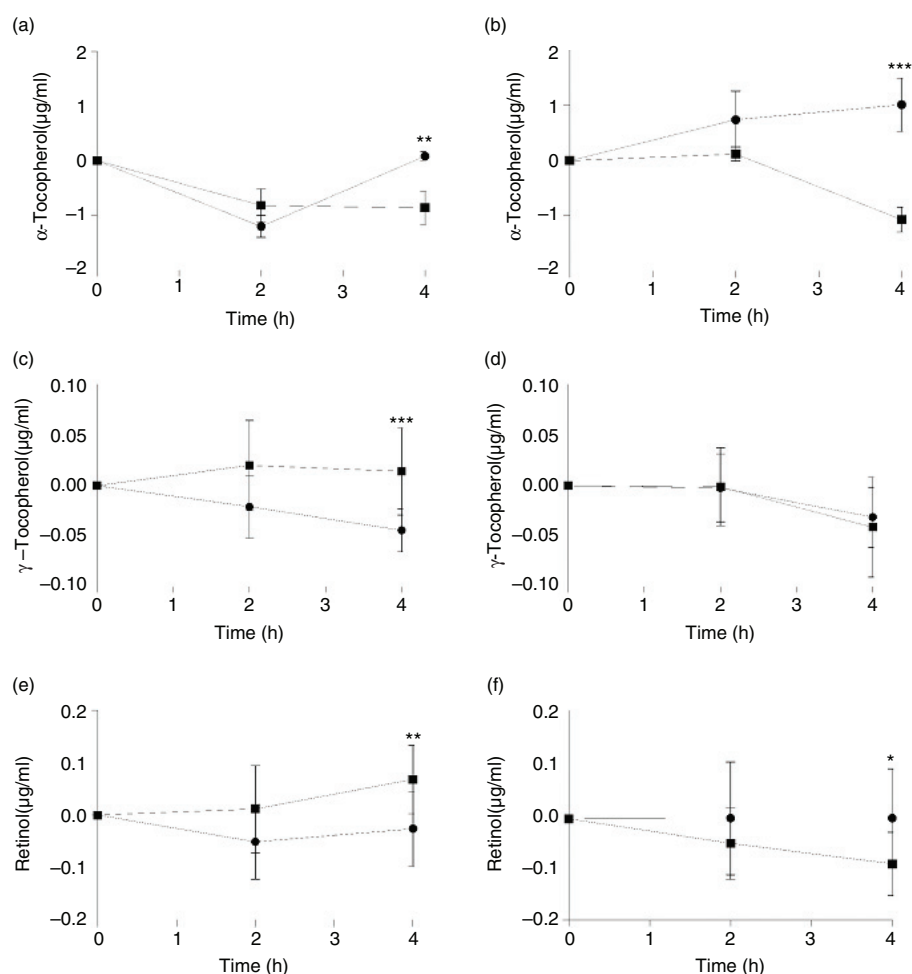 (a)
α-Tocopherol(µg/ml)
2
1
0
–1
–2
0 1 2 3 4
Time (h)
**
(b)
α-Tocopherol(µg/ml)
2
1
0
–1
–2
0 1 2 3 4
Time (h)
***
(c)
γ–Tocopherol(µg/ml)
0.10
0.05
0.00
–0.05
–0.10
0 1 2 3 4
Time (h)
***
(d)
γ-Tocopherol(µg/ml)
0.10
0.05
0.00
–0.05
–0.10
0 1 2 3 4
Time (h)
(e)
Retinol(µg/ml)
0.2
0.1
0.0
–0.1
–0.2
0 1 2 3 4
Time (h)
**
(f)
Retinol(µg/ml)
0.2
0.1
0.0
–0.1
–0.2
0 1 2 3 4
Time (h)
*